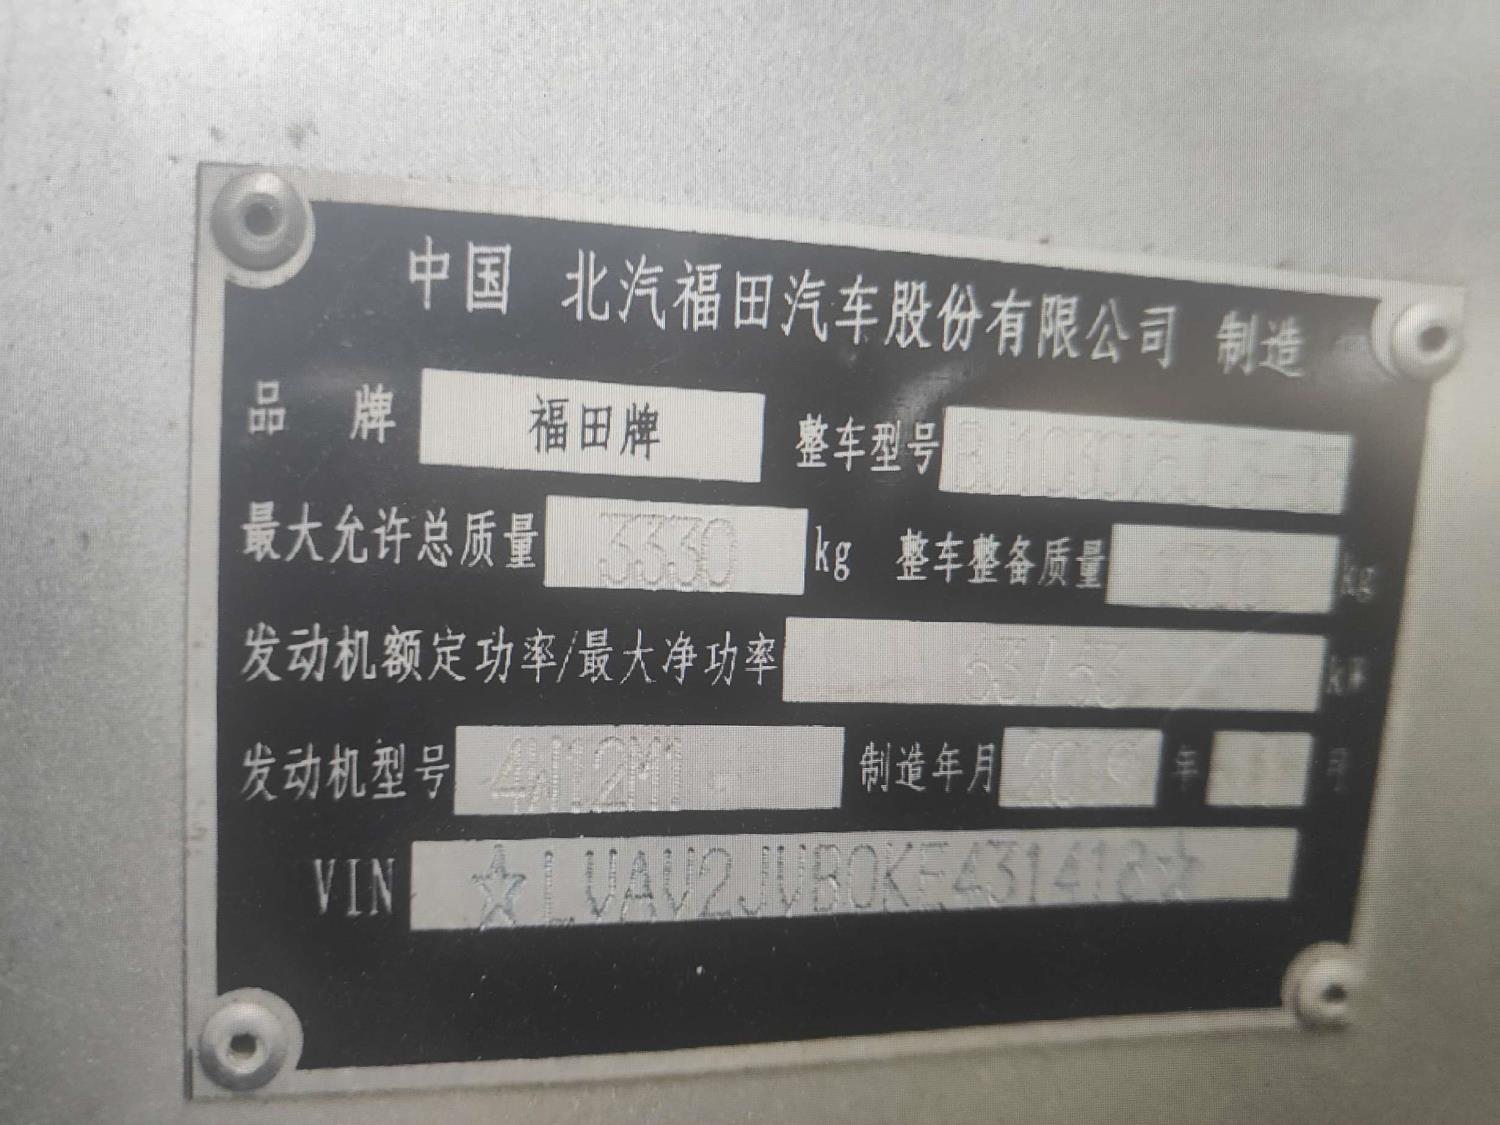 中国 北汽福田汽车股份有限公司 制造
品 牌 福田牌 整车型号
最大允许总质量 3330 kg 整车整备质量 kg
发动机额定功率/最大净功率 63/63 kW
发动机型号 4W12M1 制造年月 年 月
VIN ☆LVAV2JVB0KE431418☆